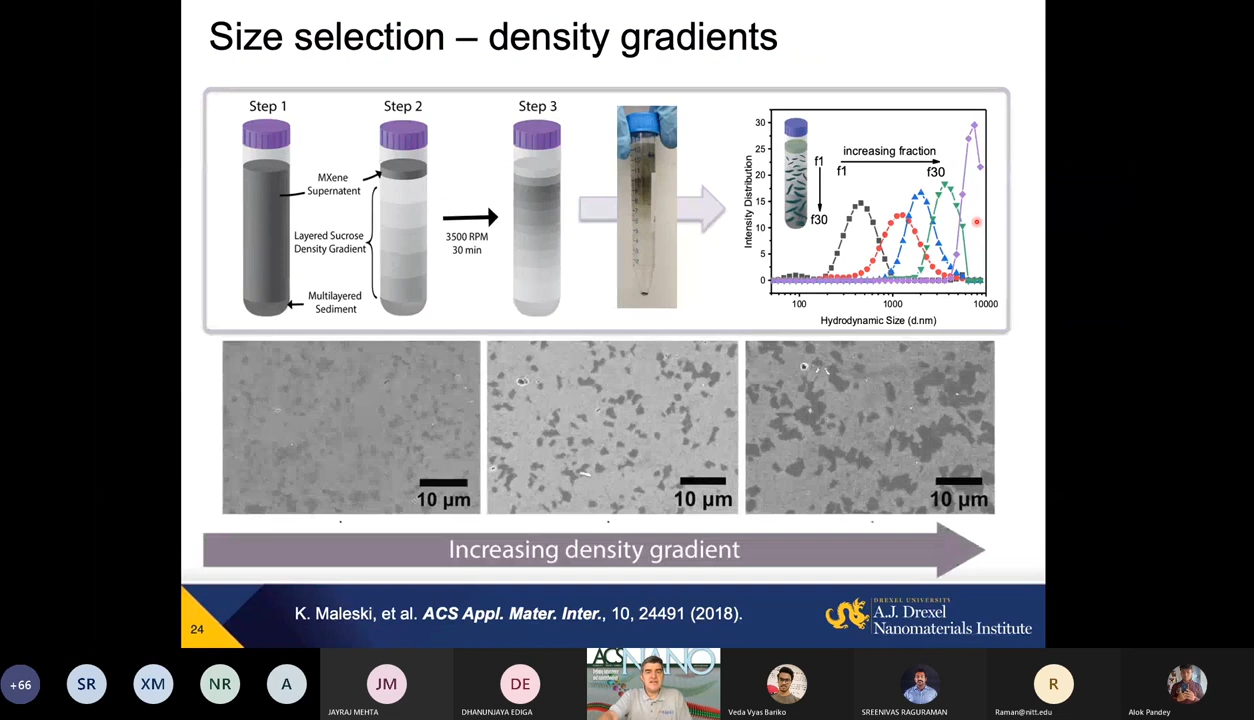 Size selection – density gradients
Step 1
Step 2
Step 3
MXene
Supernatent
Layered Sucrose
Density Gradient
Multilayered
Sediment
3500 RPM
30 min
Intensity Distribution
30
25
20
15
10
5
0
f1
f30
increasing fraction
f1
f30
100
1000
10000
Hydrodynamic Size (d.nm)
10 µm
10 µm
10 µm
Increasing density gradient
24
K. Maleski, et al. ACS Appl. Mater. Inter., 10, 24491 (2018).
DREXEL UNIVERSITY
A.J. Drexel
Nanomaterials Institute
+66
SR
XM
NR
A
JM
JAYRAJ MEHTA
DE
DHANUNJAYA EDIGA
ACS
NANO
Veda Vyas Bariko
SREENIVAS RAGURAMAN
R
Raman@nitt.edu
Alok Pandey